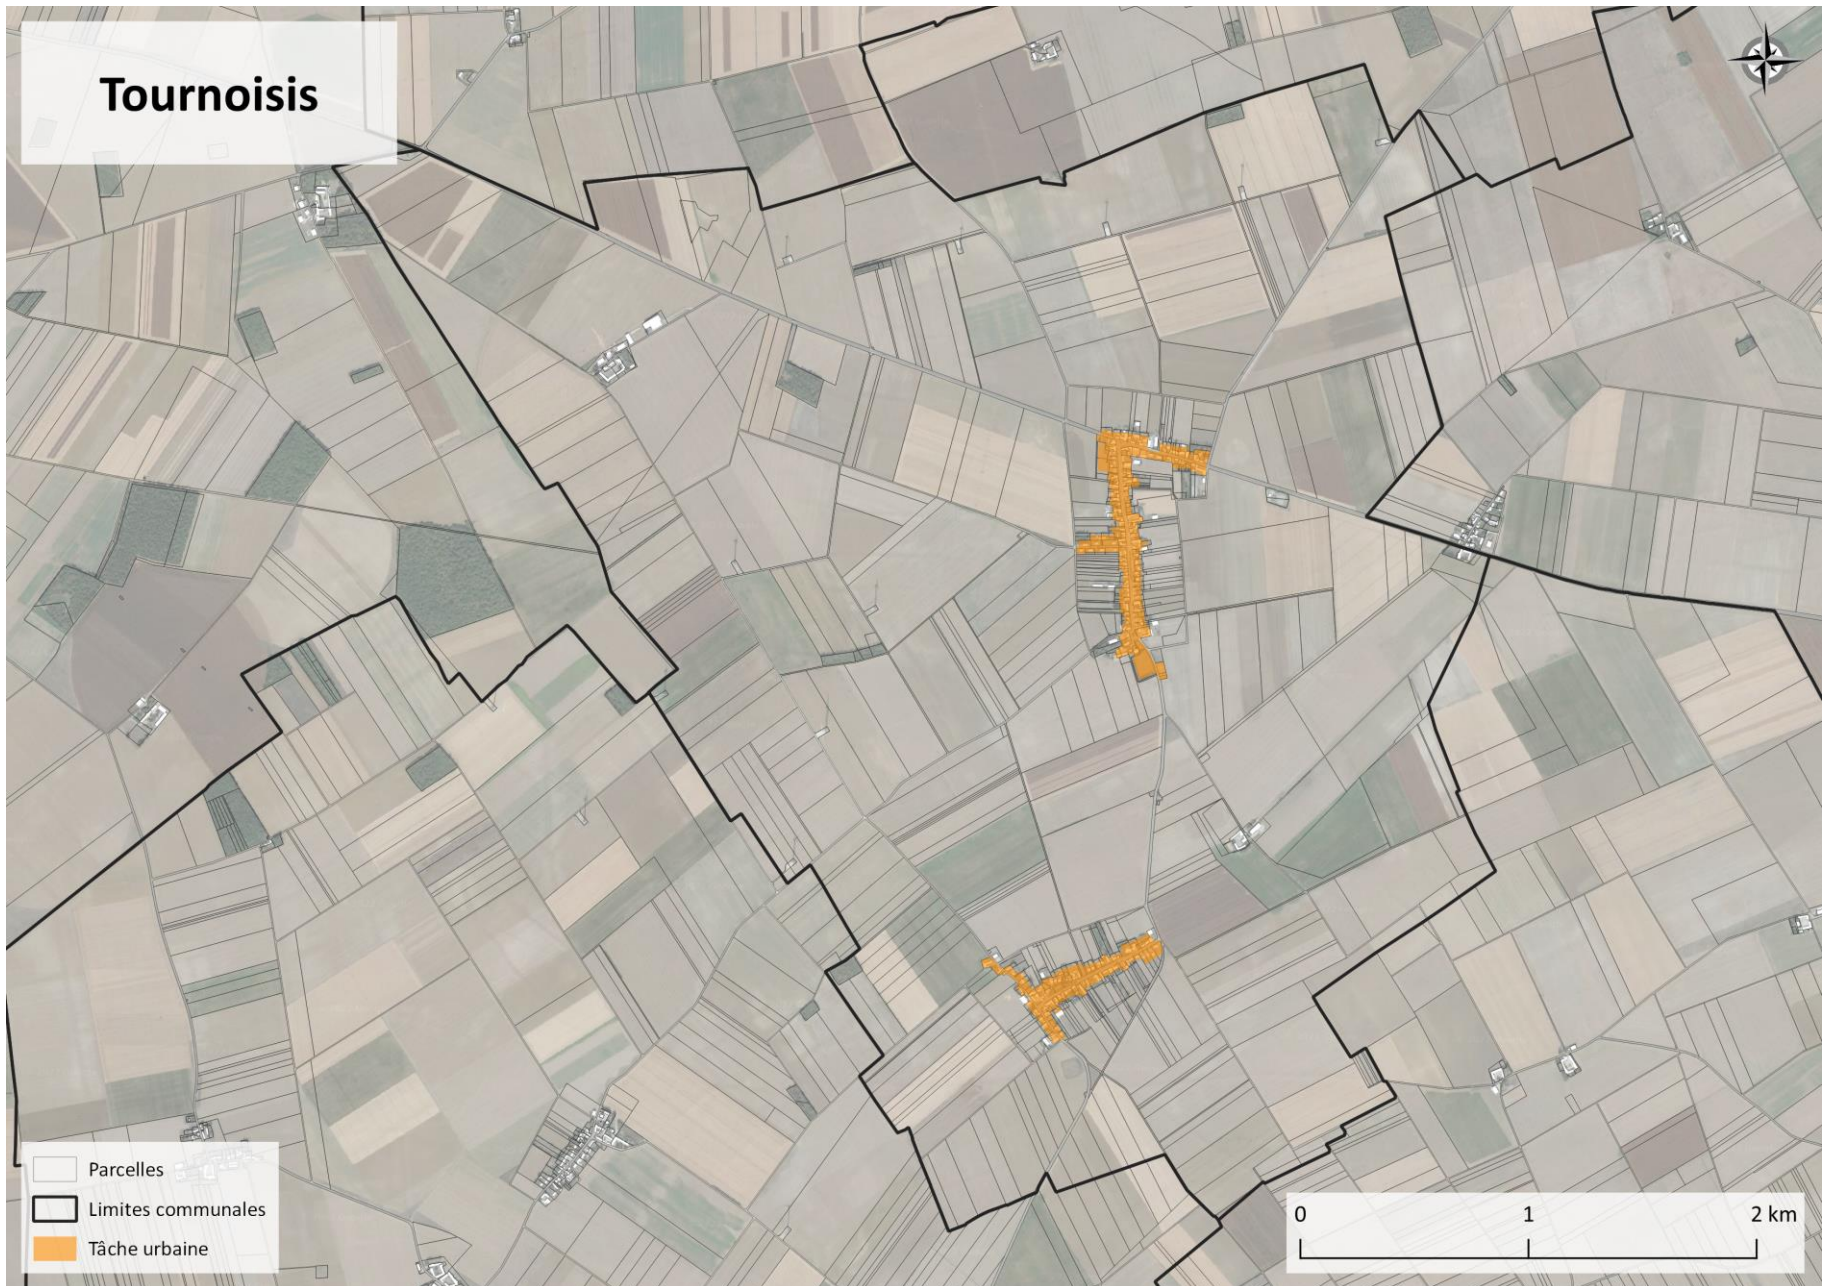 Tournoisis
Parcelles
Limites communales
Tâche urbaine
0 1 2 km